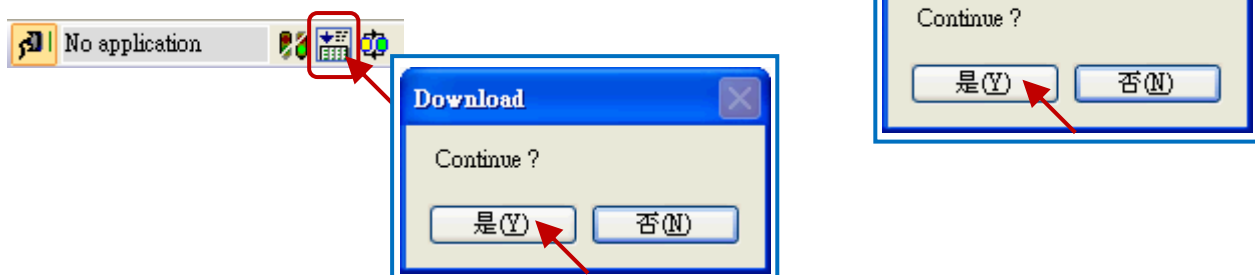 No application
Download
Continue ?
是(Y) 否(N)
Continue ?
是(Y) 否(N)